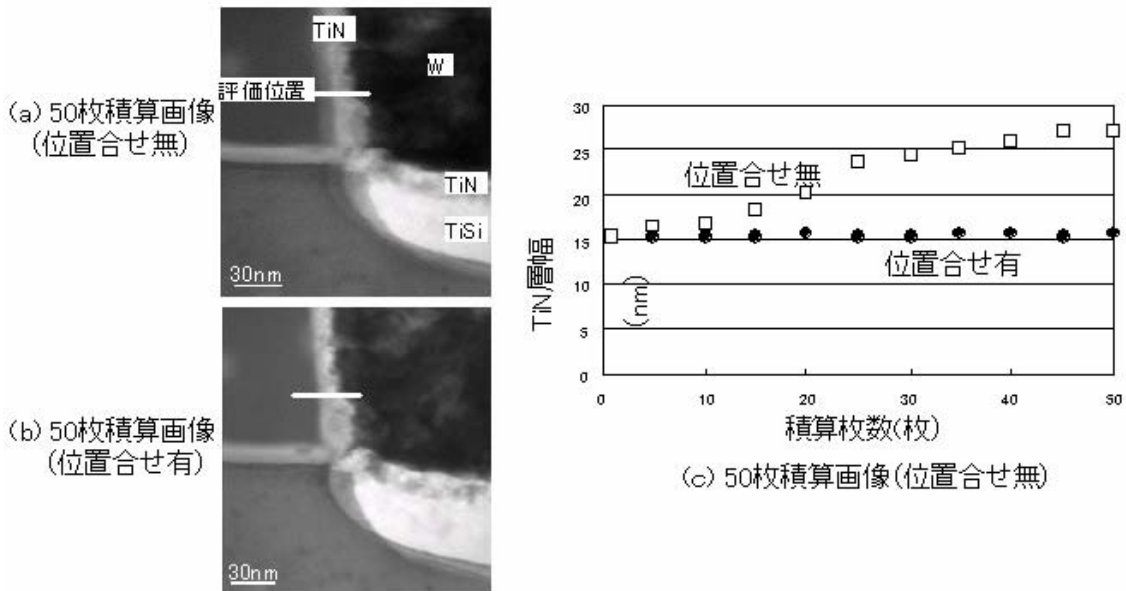 (a) 50枚積算画像
(位置合せ無)
TiN
W
評価位置
TiN
TiSi
30nm
(b) 50枚積算画像
(位置合せ有)
30nm
TiN層幅
(nm)
30
25
20
15
10
5
0
位置合せ無
位置合せ有
0 10 20 30 40 50
積算枚数(枚)
(c) 50枚積算画像(位置合せ無)